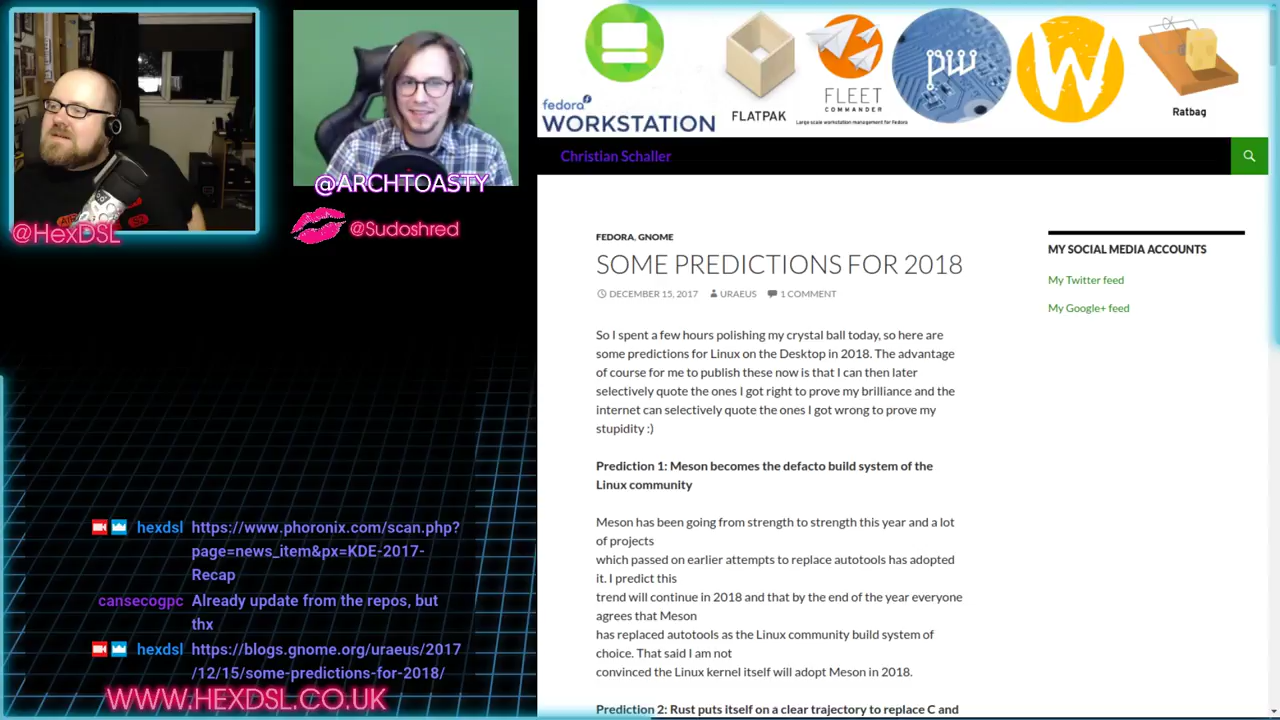 @HexDSL
@ARCHTOASTY
@Sudoshred
hexdsl https://www.phoronix.com/scan.php?
page=news_item&px=KDE-2017-
Recap
cansecogpc Already update from the repos, but
thx
hexdsl https://blogs.gnome.org/uraeus/2017
/12/15/some-predictions-for-2018/
WWW.HEXDSL.CO.UK
fedora
WORKSTATION
FLATPAK
FLEET
COMMANDER
Large scale workstation management for Fedora
pw
W
Ratbag
Christian Schaller
FEDORA, GNOME
SOME PREDICTIONS FOR 2018
DECEMBER 15, 2017 URAEUS 1 COMMENT
So I spent a few hours polishing my crystal ball today, so here are
some predictions for Linux on the Desktop in 2018. The advantage
of course for me to publish these now is that I can then later
selectively quote the ones I got right to prove my brilliance and the
internet can selectively quote the ones I got wrong to prove my
stupidity :)
Prediction 1: Meson becomes the defacto build system of the
Linux community
Meson has been going from strength to strength this year and a lot
of projects
which passed on earlier attempts to replace autotools has adopted
it. I predict this
trend will continue in 2018 and that by the end of the year everyone
agrees that Meson
has replaced autotools as the Linux community build system of
choice. That said I am not
convinced the Linux kernel itself will adopt Meson in 2018.
Prediction 2: Rust puts itself on a clear trajectory to replace C and
MY SOCIAL MEDIA ACCOUNTS
My Twitter feed
My Google+ feed